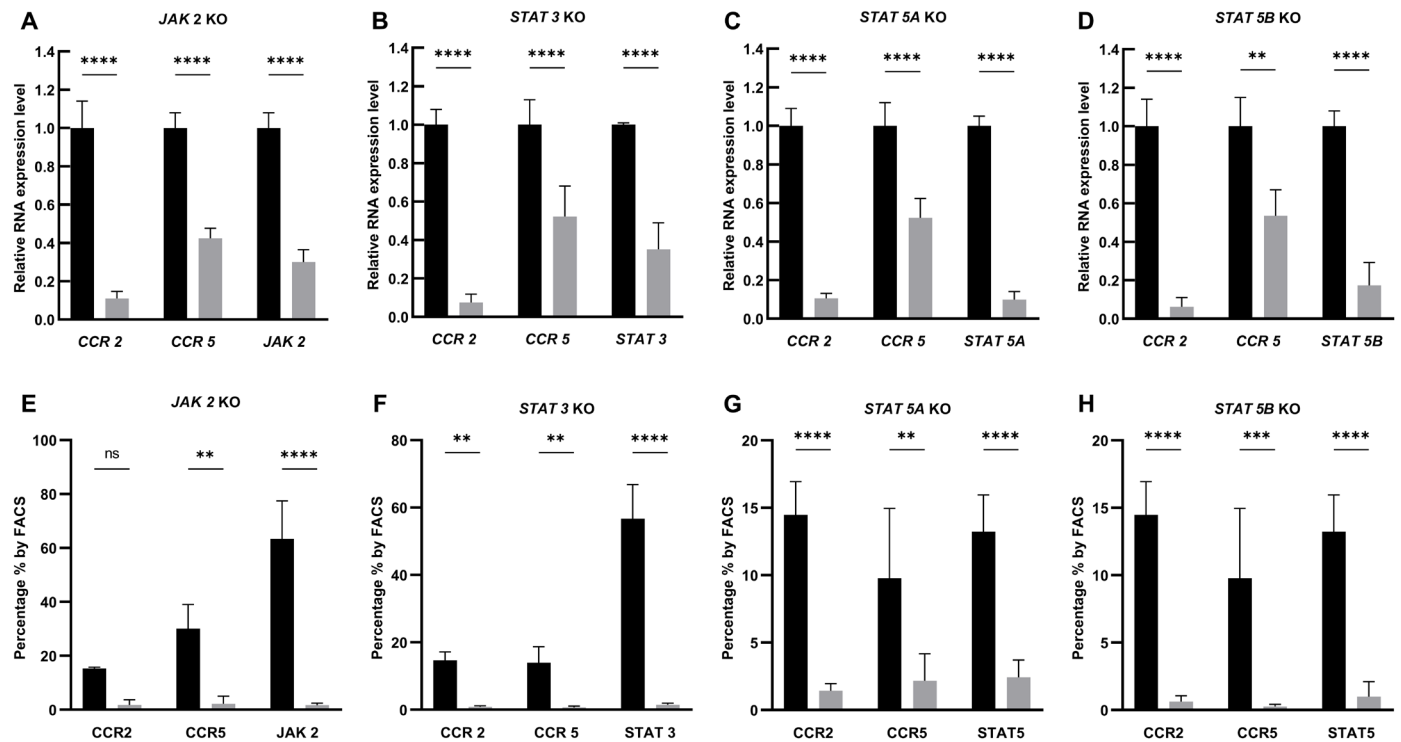 A
JAK 2 KO
Relative RNA expression level
1.4
1.2
1.0
0.8
0.6
0.4
0.2
0.0
**** **** ****
CCR 2 CCR 5 JAK 2
B
STAT 3 KO
Relative RNA expression level
1.4
1.2
1.0
0.8
0.6
0.4
0.2
0.0
**** **** ****
CCR 2 CCR 5 STAT 3
C
STAT 5A KO
Relative RNA expression level
1.4
1.2
1.0
0.8
0.6
0.4
0.2
0.0
**** **** ****
CCR 2 CCR 5 STAT 5A
D
STAT 5B KO
Relative RNA expression level
1.4
1.2
1.0
0.8
0.6
0.4
0.2
0.0
**** ** ****
CCR 2 CCR 5 STAT 5B
E
JAK 2 KO
Percentage % by FACS
100
80
60
40
20
0
ns ** ****
CCR2 CCR5 JAK 2
F
STAT 3 KO
Percentage % by FACS
80
60
40
20
0
** ** ****
CCR 2 CCR 5 STAT 3
G
STAT 5A KO
Percentage % by FACS
20
15
10
5
0
**** ** ****
CCR2 CCR5 STAT5
H
STAT 5B KO
Percentage % by FACS
20
15
10
5
0
**** *** ****
CCR2 CCR5 STAT5